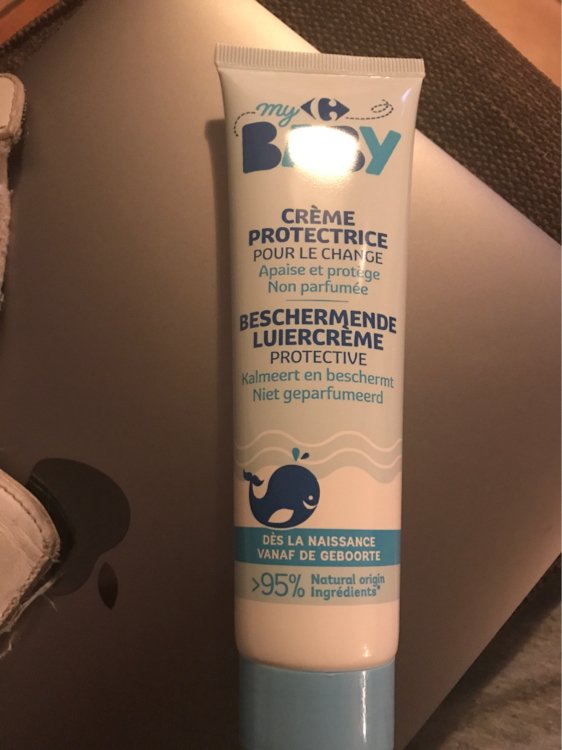 my
BABY
CRÈME
PROTECTRICE
POUR LE CHANGE
Apaise et protège
Non parfumée
BESCHERMENDE
LUIERCRÈME
PROTECTIVE
Kalmeert en beschermt
Niet geparfumeerd
DÈS LA NAISSANCE
VANAF DE GEBOORTE
>95% Natural origin
Ingrédients*